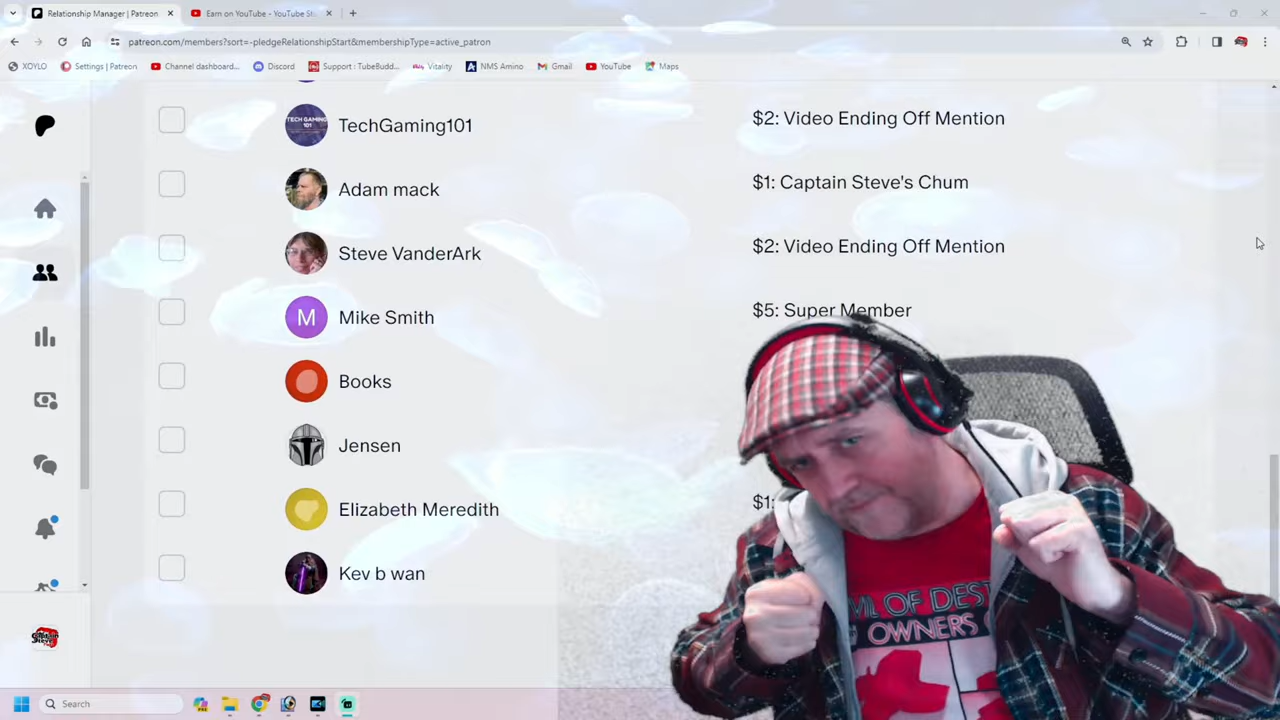 Relationship Manager | Patreon
Earn on YouTube - YouTube St
patreon.com/members?sort=-pledgeRelationshipStart&membershipType=active_patron
XOYLO
Settings | Patreon
Channel dashboard...
Discord
Support : TubeBudd...
Vitality
NMS Amino
Gmail
YouTube
Maps
TechGaming101
$2: Video Ending Off Mention
Adam mack
$1: Captain Steve's Chum
Steve VanderArk
$2: Video Ending Off Mention
Mike Smith
M
$5: Super Member
Books
Jensen
Elizabeth Meredith
$1:
Kev b wan
OF DEST
OWNERS
Search